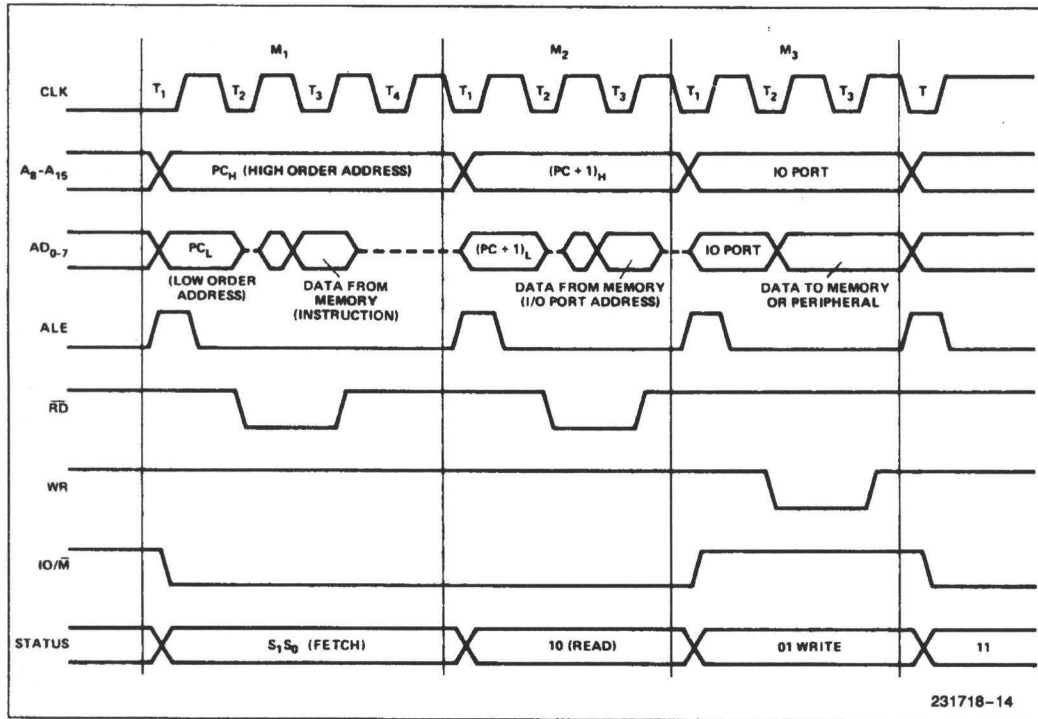 M1 M2 M3
CLK T1 T2 T3 T4 T1 T2 T3 T1 T2 T3 T
A8-A15 PCH (HIGH ORDER ADDRESS) (PC + 1)H IO PORT
AD0-7 PCL (PC + 1)L IO PORT
(LOW ORDER
ADDRESS)
DATA FROM
MEMORY
(INSTRUCTION)
DATA FROM MEMORY
(I/O PORT ADDRESS)
DATA TO MEMORY
OR PERIPHERAL
ALE
R̅D̅
WR
IO/M̅
STATUS S1S0 (FETCH) 10 (READ) 01 WRITE 11
231718-14